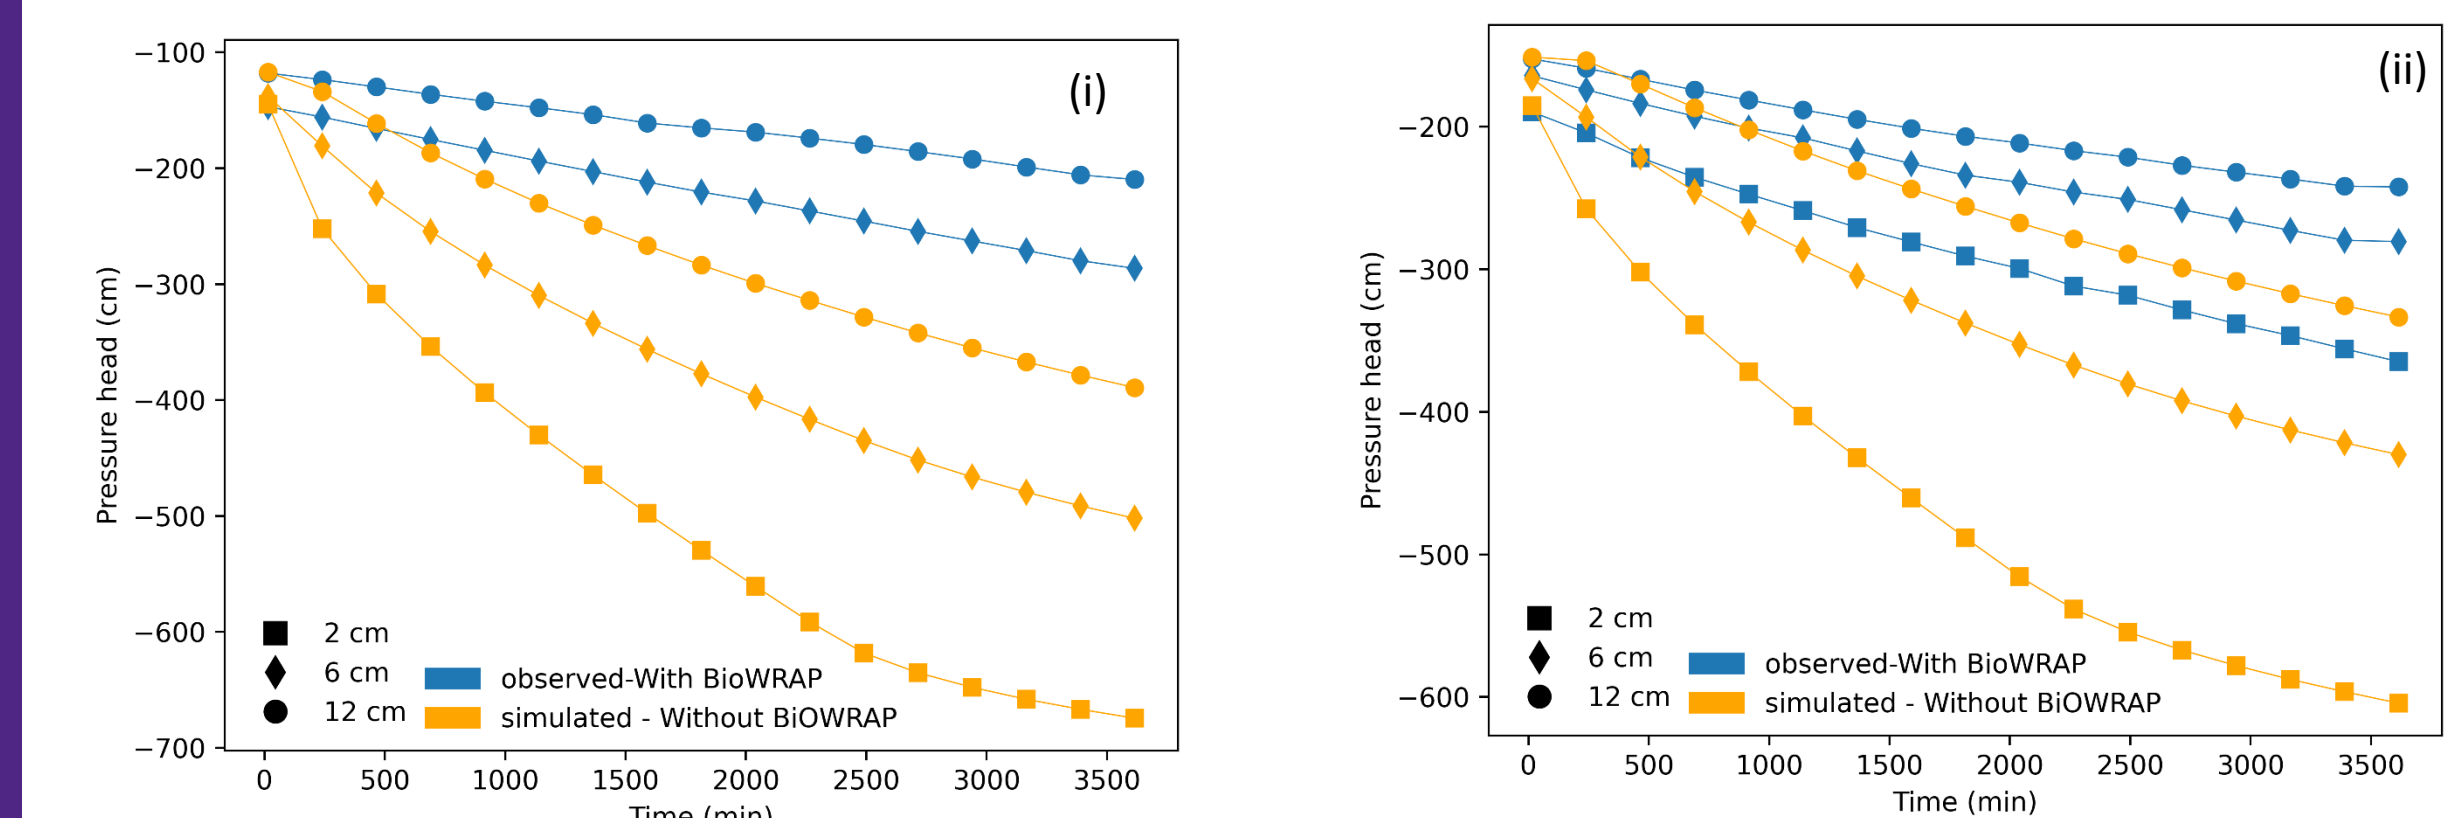 (i)
−100
−200
−300
−400
−500
−600
−700
Pressure head (cm)
2 cm
6 cm
12 cm
observed-With BioWRAP
simulated - Without BiOWRAP
0 500 1000 1500 2000 2500 3000 3500
Time (min)
(ii)
−200
−300
−400
−500
−600
Pressure head (cm)
2 cm
6 cm
12 cm
observed-With BioWRAP
simulated - Without BiOWRAP
0 500 1000 1500 2000 2500 3000 3500
Time (min)